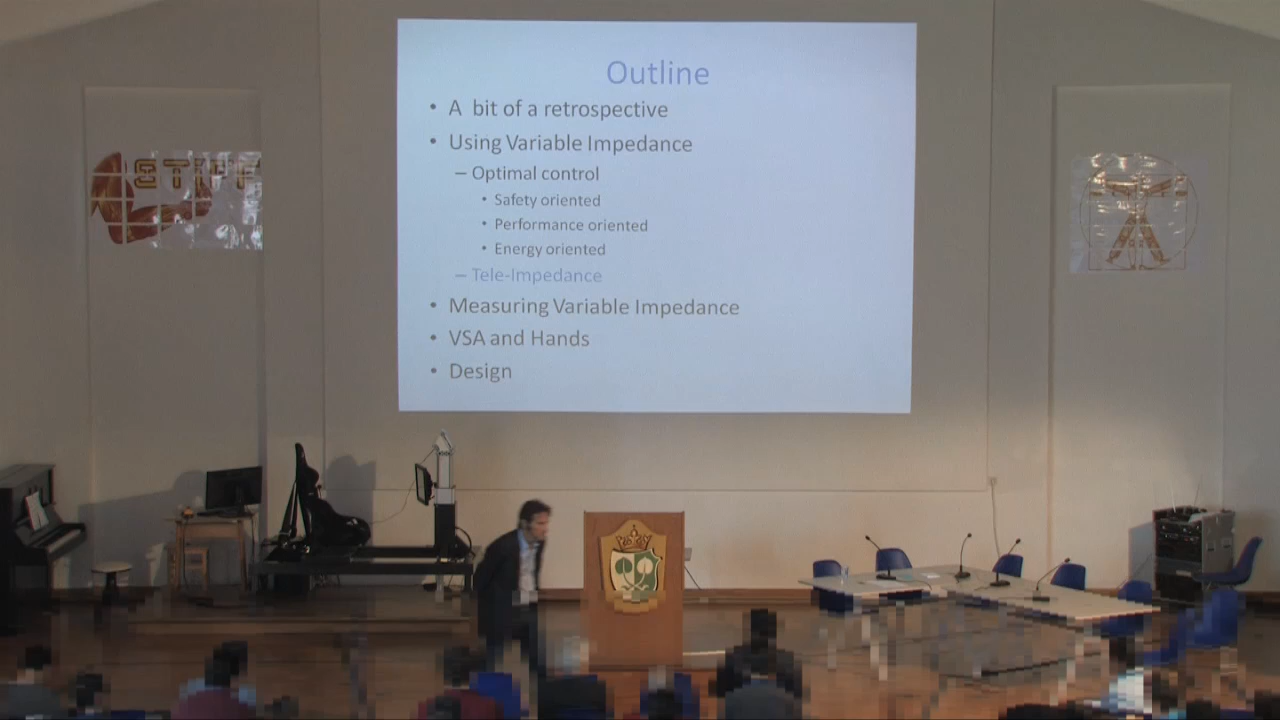 Outline
• A bit of a retrospective
• Using Variable Impedance
– Optimal control
• Safety oriented
• Performance oriented
• Energy oriented
– Tele-Impedance
• Measuring Variable Impedance
• VSA and Hands
• Design
STIFF